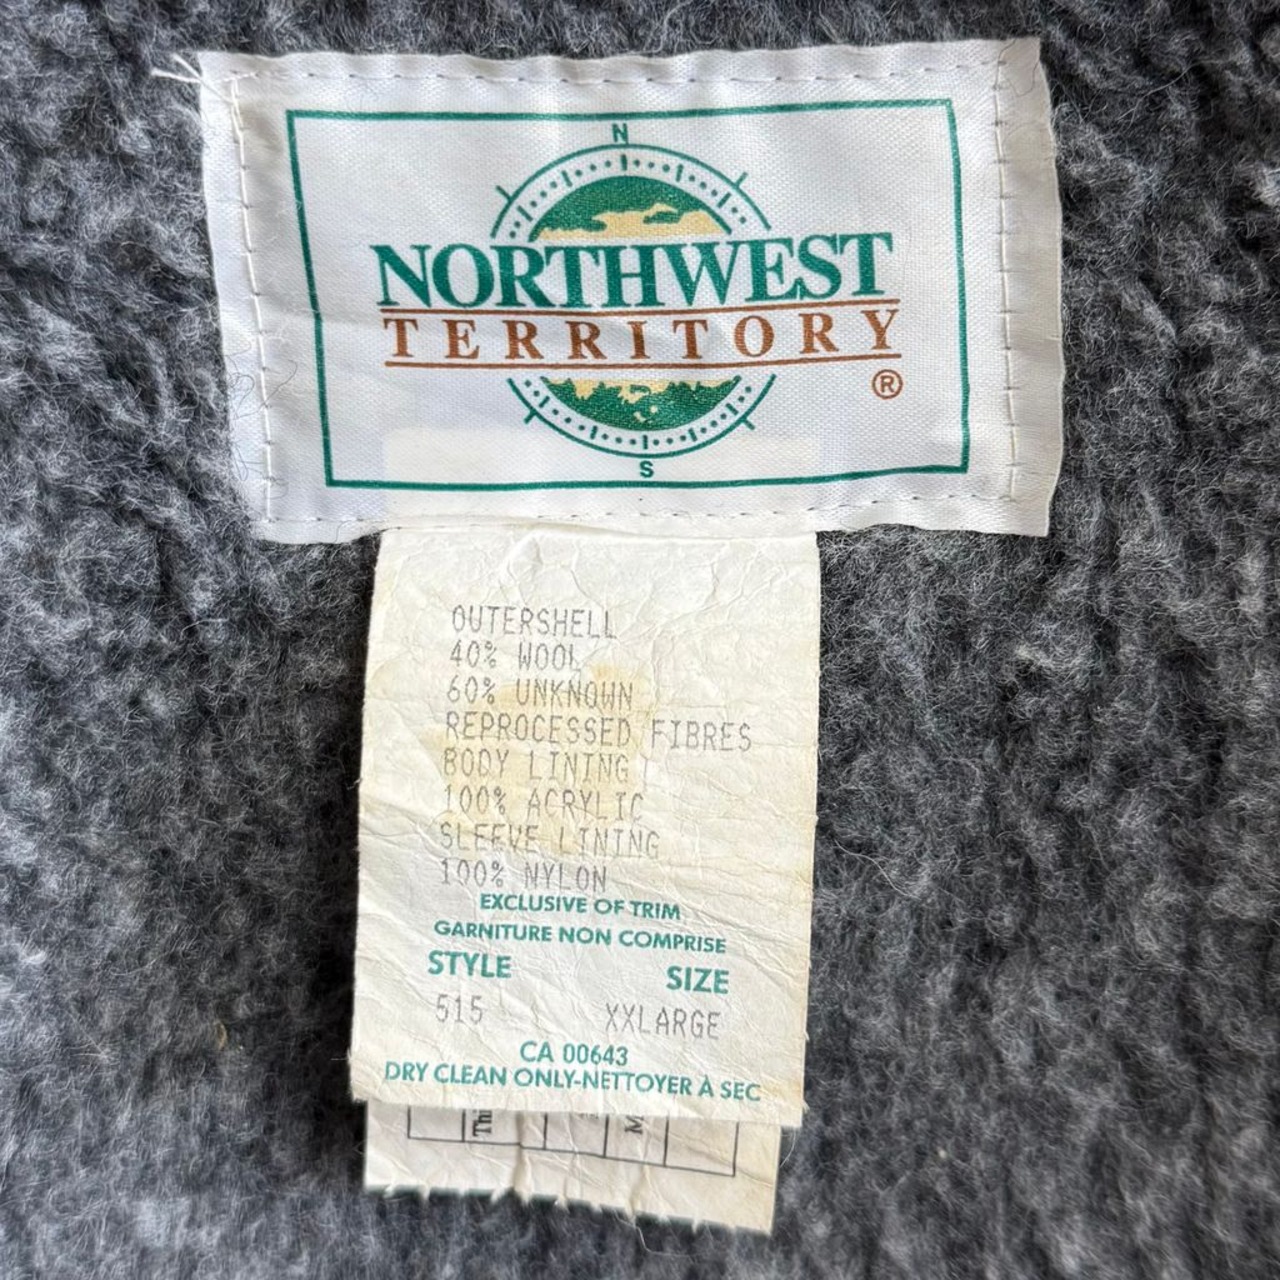 N
NORTHWEST
TERRITORY
®
S
OUTERSHELL
40% WOOL
60% UNKNOWN
REPROCESSED FIBRES
BODY LINING
100% ACRYLIC
SLEEVE LINING
100% NYLON
EXCLUSIVE OF TRIM
GARNITURE NON COMPRISE
STYLE SIZE
515 XXLARGE
CA 00643
DRY CLEAN ONLY-NETTOYER À SEC